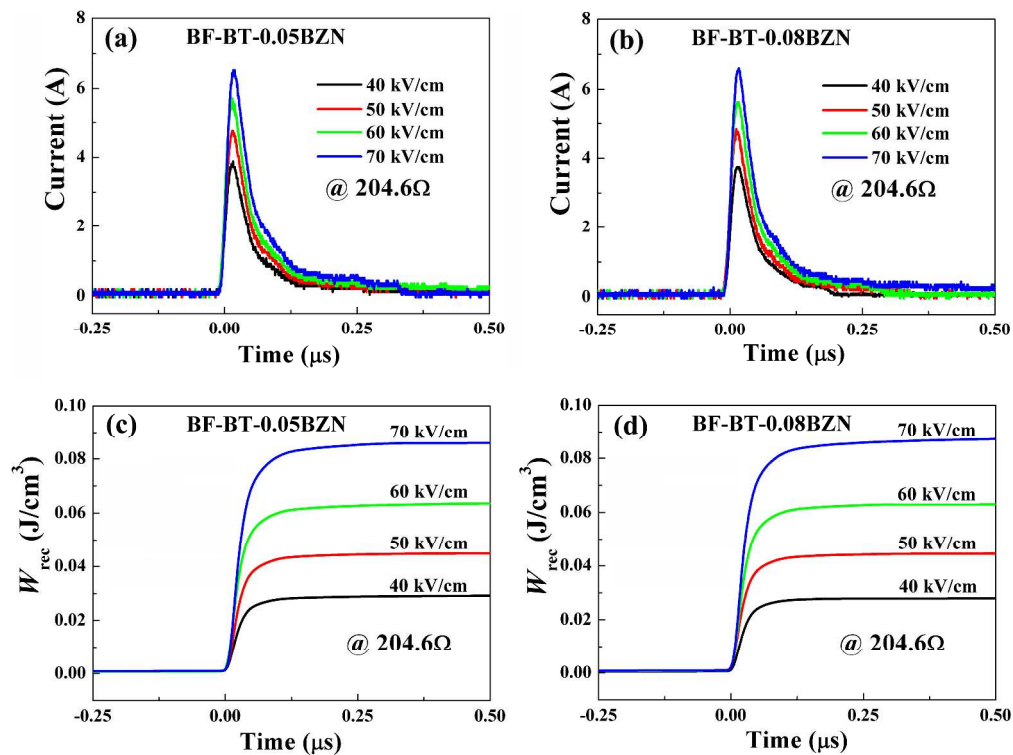 (a) BF-BT-0.05BZN
40 kV/cm
50 kV/cm
60 kV/cm
70 kV/cm
@ 204.6Ω
Current (A)
8
6
4
2
0
-0.25 0.00 0.25 0.50
Time (μs)
(b) BF-BT-0.08BZN
40 kV/cm
50 kV/cm
60 kV/cm
70 kV/cm
@ 204.6Ω
Current (A)
8
6
4
2
0
-0.25 0.00 0.25 0.50
Time (μs)
(c) BF-BT-0.05BZN
70 kV/cm
60 kV/cm
50 kV/cm
40 kV/cm
@ 204.6Ω
W_rec (J/cm³)
0.10
0.08
0.06
0.04
0.02
0.00
-0.25 0.00 0.25 0.50
Time (μs)
(d) BF-BT-0.08BZN
70 kV/cm
60 kV/cm
50 kV/cm
40 kV/cm
@ 204.6Ω
W_rec (J/cm³)
0.10
0.08
0.06
0.04
0.02
0.00
-0.25 0.00 0.25 0.50
Time (μs)